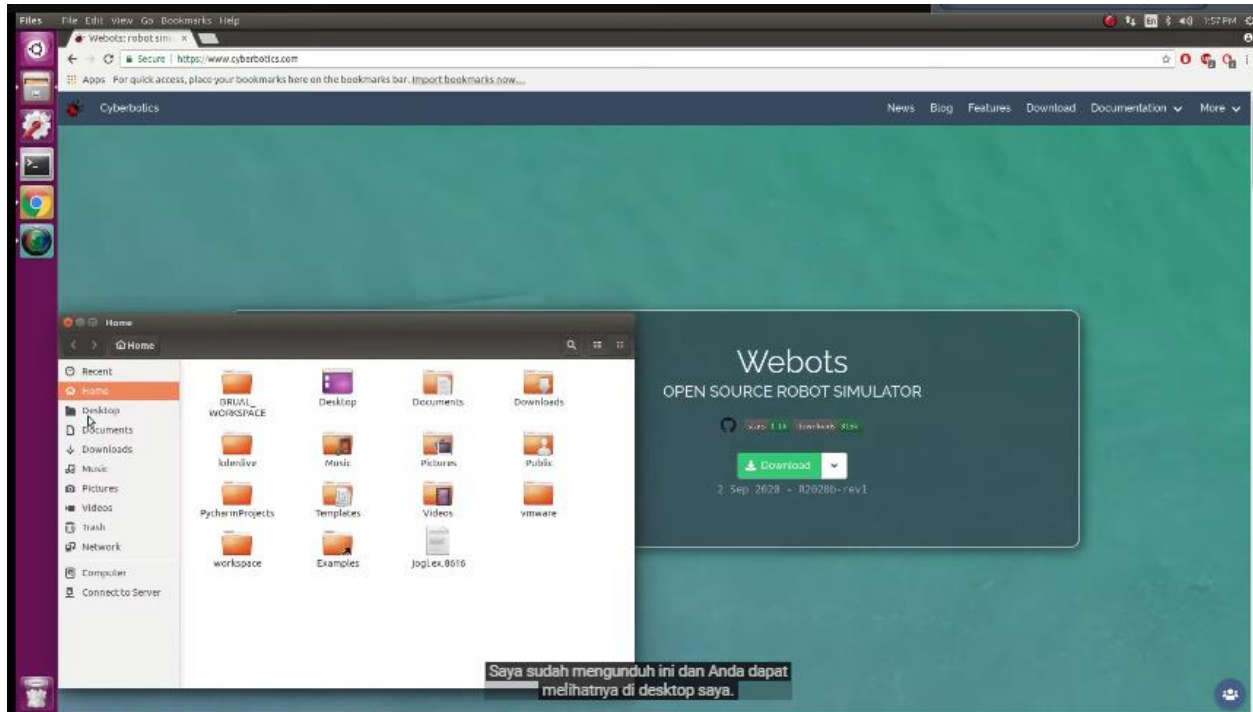 Files File Edit View Go Bookmarks Help
1:57 PM
Webots: robot sim
Secure | https://www.cyberbotics.com
Apps For quick access, place your bookmarks here on the bookmarks bar. Import bookmarks now...
Cyberbotics News Blog Features Download Documentation More
Webots
OPEN SOURCE ROBOT SIMULATOR
Download
2 Sep 2020 - R2020b-rev1
Home
Home
Recent
Home
Desktop
Documents
Downloads
Music
Pictures
Videos
Trash
Network
Computer
Connect to Server
WORKSPACE
Desktop
Documents
Downloads
kdenlive
Music
Pictures
Public
PycharmProjects
Templates
Videos
vmware
workspace
Examples
Saya sudah mengunduh ini dan Anda dapat
melihatnya di desktop saya.